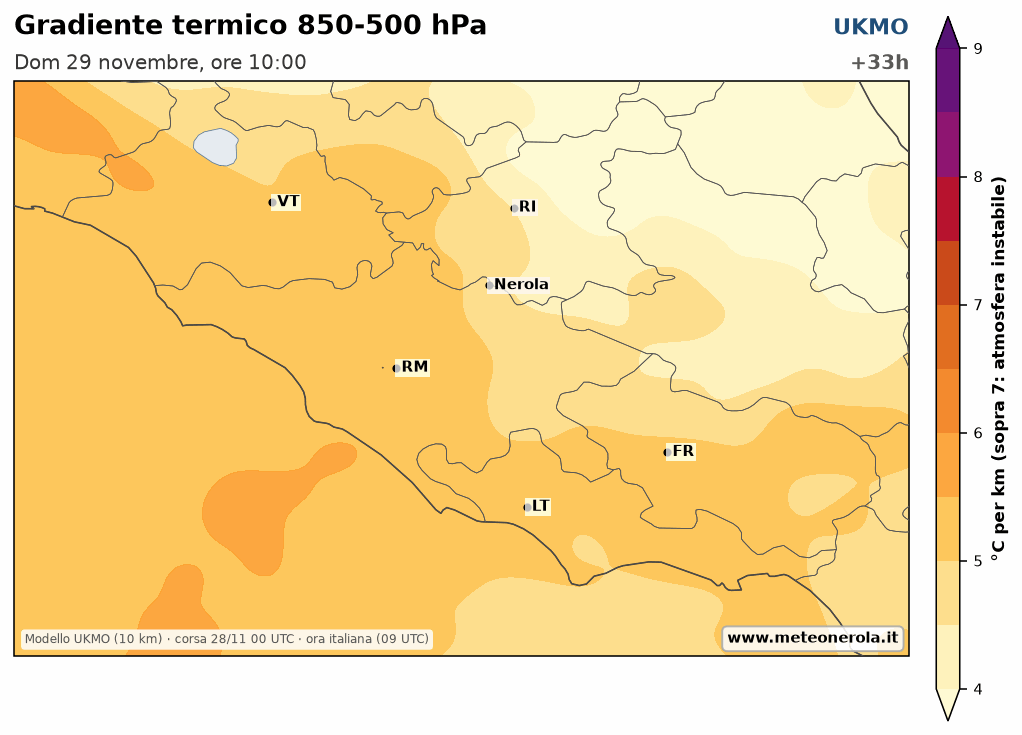 Gradiente termico 850-500 hPa
UKMO
Dom 29 novembre, ore 10:00
+33h
VT
RI
Nerola
RM
FR
LT
Modello UKMO (10 km) · corsa 28/11 00 UTC · ora italiana (09 UTC)
www.meteonerola.it
9
8
7
6
5
4
°C per km (sopra 7: atmosfera instabile)